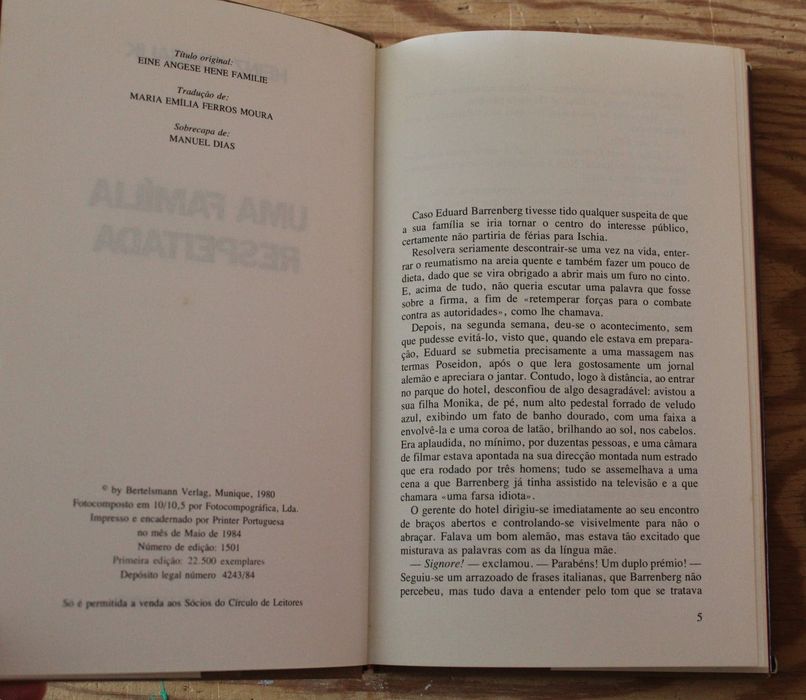 Título original:
EINE ANGESE HENE FAMILIE
Tradução de:
MARIA EMÍLIA FERROS MOURA
Sobrecapa de:
MANUEL DIAS
UMA FAMÍLIA
RESPEITADA
© by Bertelsmann Verlag, Munique, 1980
Fotocomposto em 10/10,5 por Fotocompográfica, Lda.
Impresso e encadernado por Printer Portuguesa
no mês de Maio de 1984
Número de edição: 1501
Primeira edição: 22.500 exemplares
Depósito legal número 4243/84
Só é permitida a venda aos Sócios do Círculo de Leitores
Caso Eduard Barrenberg tivesse tido qualquer suspeita de que
a sua família se iria tornar o centro do interesse público,
certamente não partiria de férias para Ischia.
Resolvera seriamente descontrair-se uma vez na vida, enter-
rar o reumatismo na areia quente e também fazer um pouco de
dieta, dado que se vira obrigado a abrir mais um furo no cinto.
E, acima de tudo, não queria escutar uma palavra que fosse
sobre a firma, a fim de «retemperar forças para o combate
contra as autoridades», como lhe chamava.
Depois, na segunda semana, deu-se o acontecimento, sem
que pudesse evitá-lo, visto que, quando ele estava em prepara-
ção, Eduard se submetia precisamente a uma massagem nas
termas Poseidon, após o que lera gostosamente um jornal
alemão e apreciara o jantar. Contudo, logo à distância, ao entrar
no parque do hotel, desconfiou de algo desagradável: avistou a
sua filha Monika, de pé, num alto pedestal forrado de veludo
azul, exibindo um fato de banho dourado, com uma faixa a
envolvê-la e uma coroa de latão, brilhando ao sol, nos cabelos.
Era aplaudida, no mínimo, por duzentas pessoas, e uma câmara
de filmar estava apontada na sua direcção montada num estrado
que era rodado por três homens; tudo se assemelhava a uma
cena a que Barrenberg já tinha assistido na televisão e a que
chamara «uma farsa idiota».
O gerente do hotel dirigiu-se imediatamente ao seu encontro
de braços abertos e controlando-se visivelmente para não o
abraçar. Falava um bom alemão, mas estava tão excitado que
misturava as palavras com as da língua mãe.
— Signore! — exclamou. — Parabéns! Um duplo prémio! —
Seguiu-se um arrazoado de frases italianas, que Barrenberg não
percebeu, mas tudo dava a entender pelo tom que se tratava
5